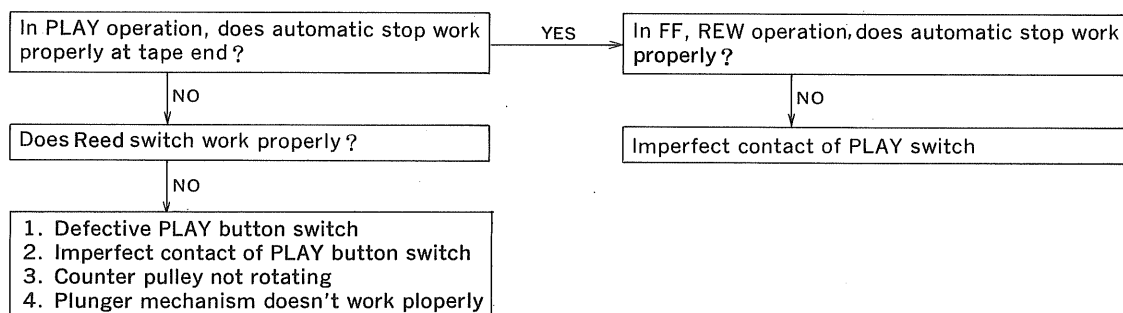 In PLAY operation, does automatic stop work
properly at tape end ?
YES
In FF, REW operation, does automatic stop work
properly ?
NO
NO
Does Reed switch work properly ?
Imperfect contact of PLAY switch
NO
1. Defective PLAY button switch
2. Imperfect contact of PLAY button switch
3. Counter pulley not rotating
4. Plunger mechanism doesn't work ploperly